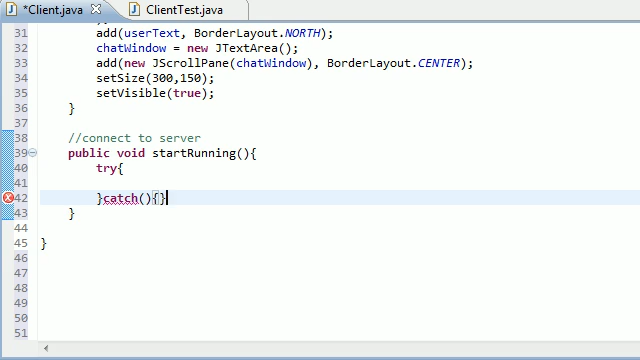 *Client.java
ClientTest.java
31 add(userText, BorderLayout.NORTH);
32 chatWindow = new JTextArea();
33 add(new JScrollPane(chatWindow), BorderLayout.CENTER);
34 setSize(300,150);
35 setVisible(true);
36 }
37
38 //connect to server
39 public void startRunning(){
40 try{
41
42 }catch(){}
43 }
44
45 }
46
47
48
49
50
51